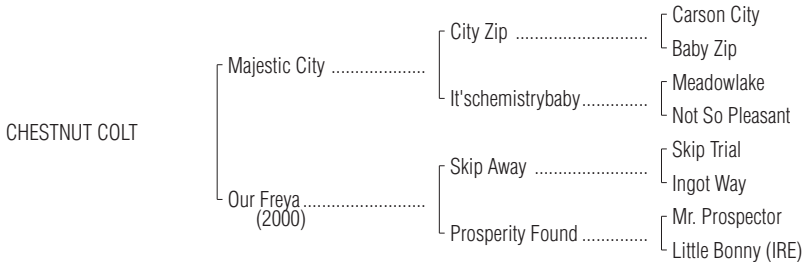 Carson City
City Zip ............................
Baby Zip
Majestic City ....................
Meadowlake
It'schemistrybaby..............
Not So Pleasant
CHESTNUT COLT
Skip Trial
Skip Away ........................
Ingot Way
Our Freya..........................
(2000)
Mr. Prospector
Prosperity Found ..............
Little Bonny (IRE)